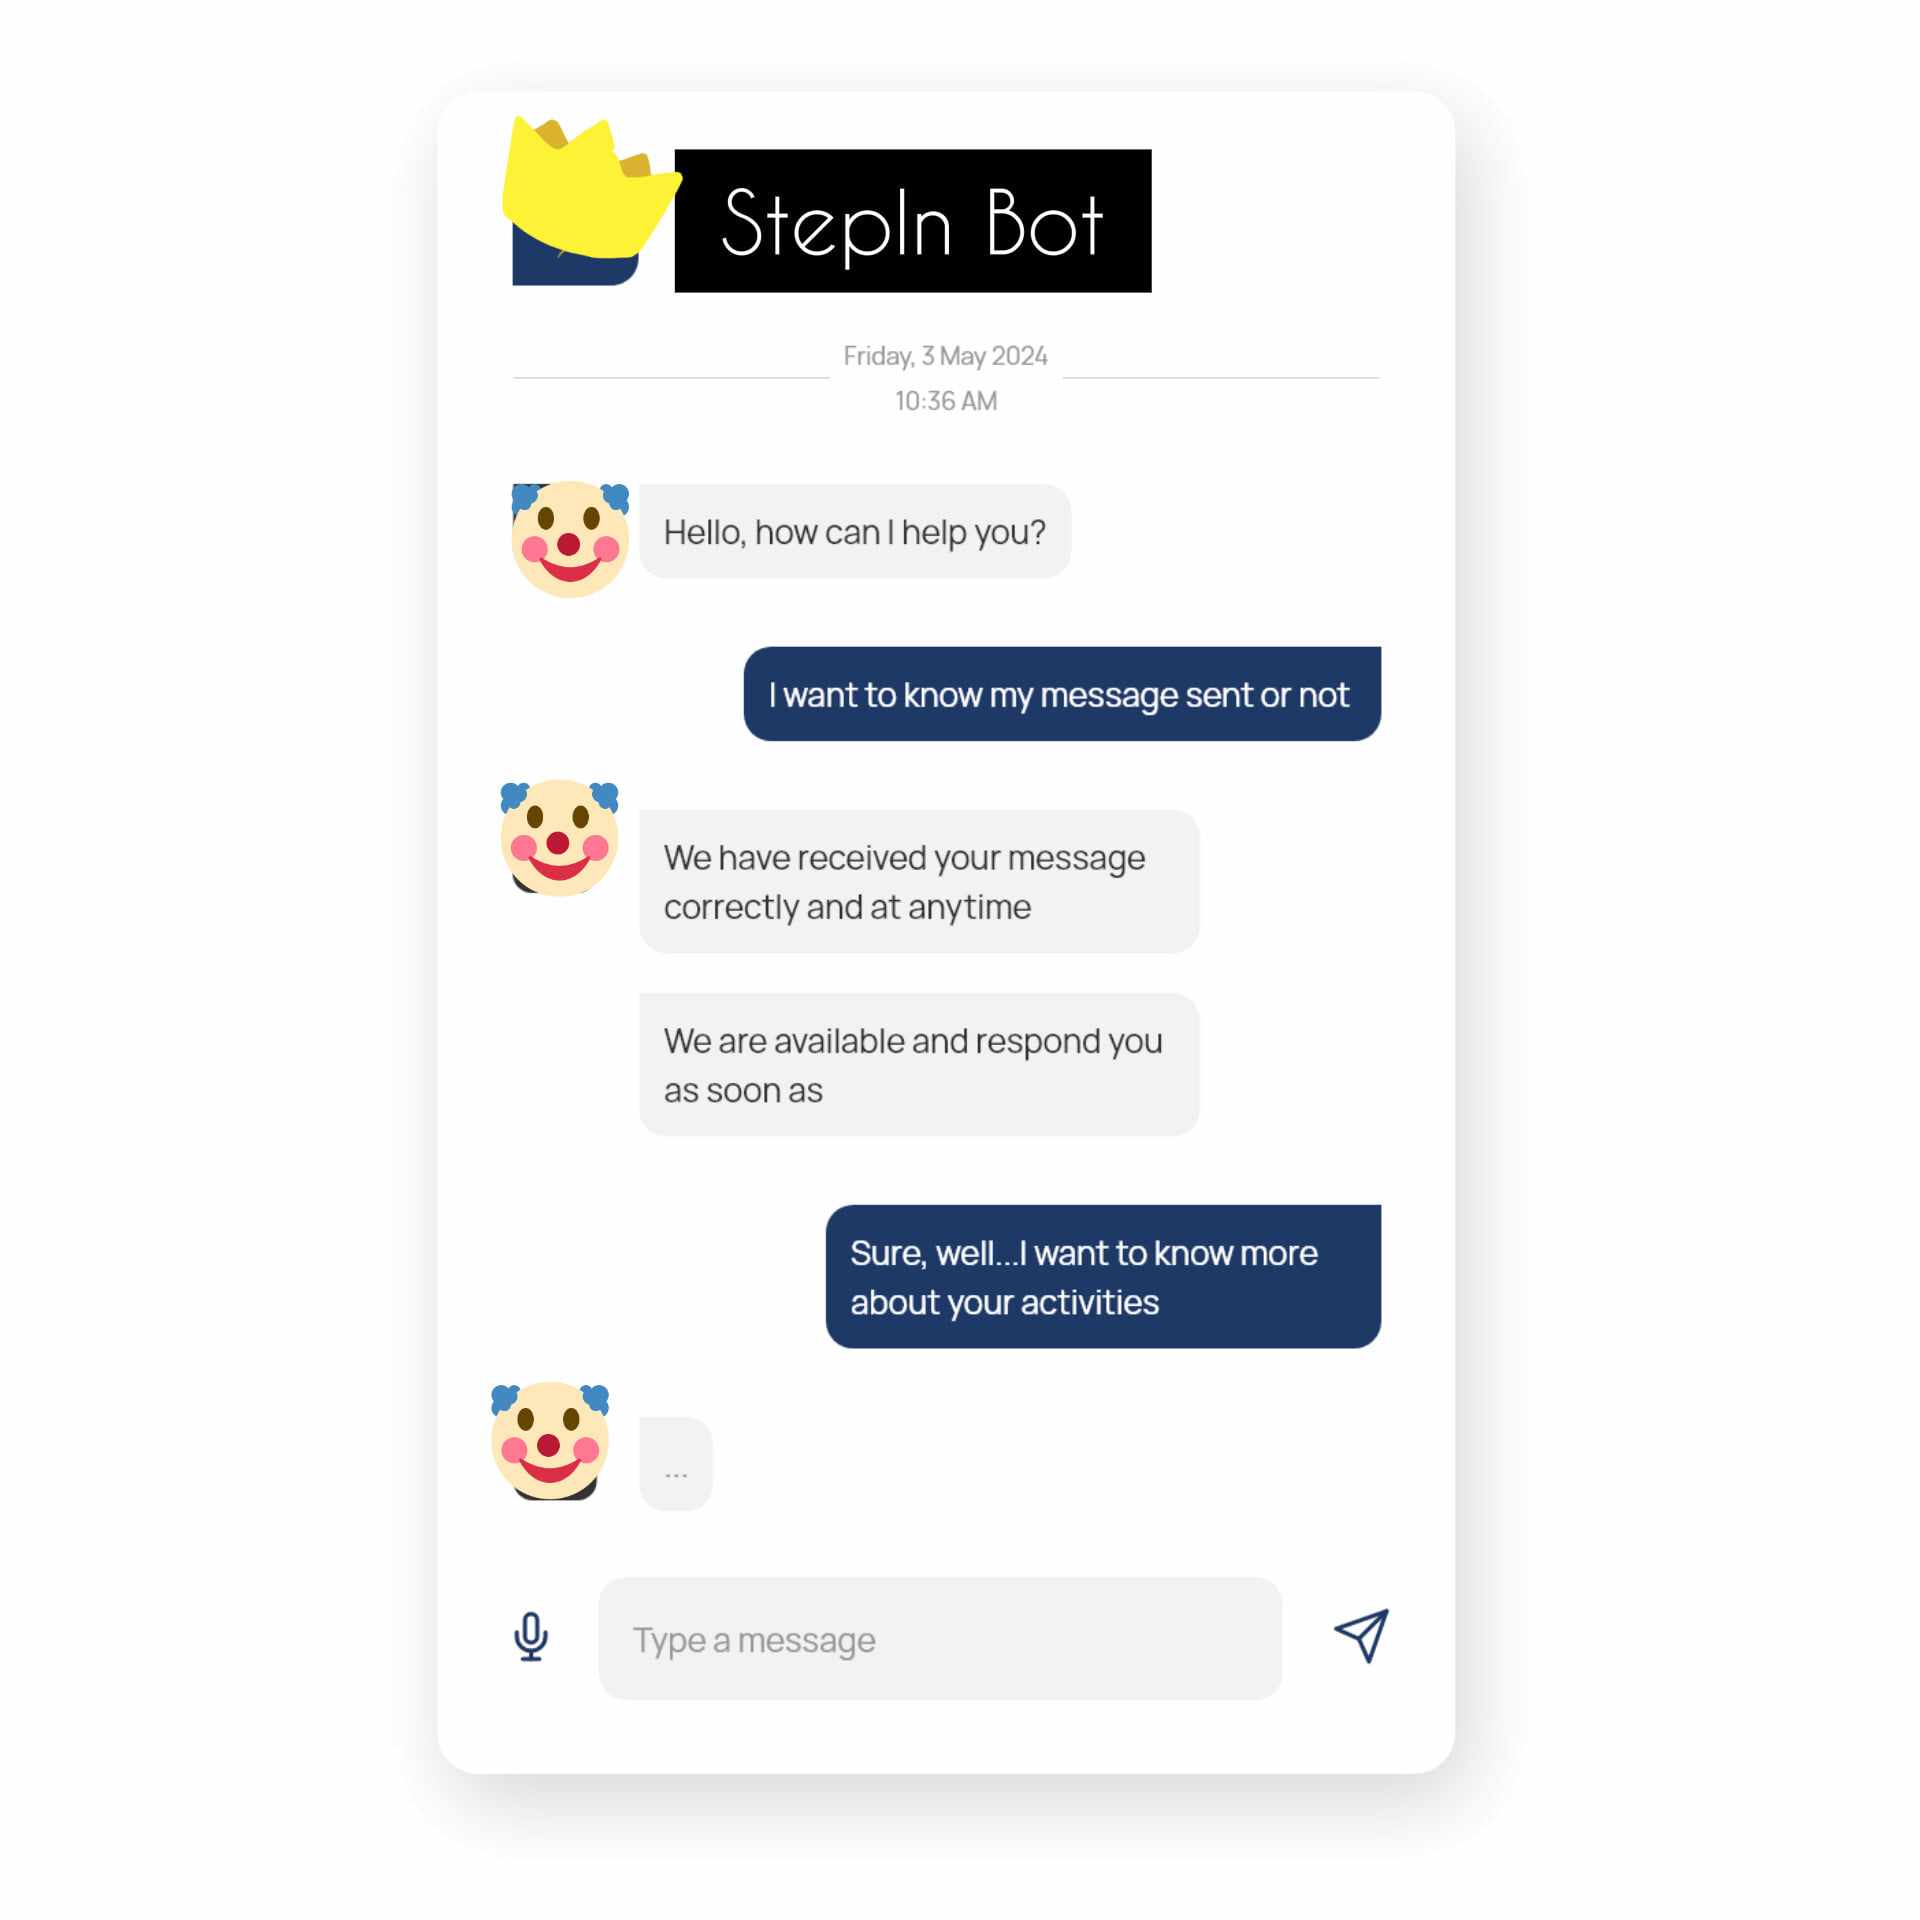 StepIn Bot
Friday, 3 May 2024
10:36 AM
Hello, how can I help you?
I want to know my message sent or not
We have received your message
correctly and at anytime
We are available and respond you
as soon as
Sure, well...I want to know more
about your activities
...
Type a message